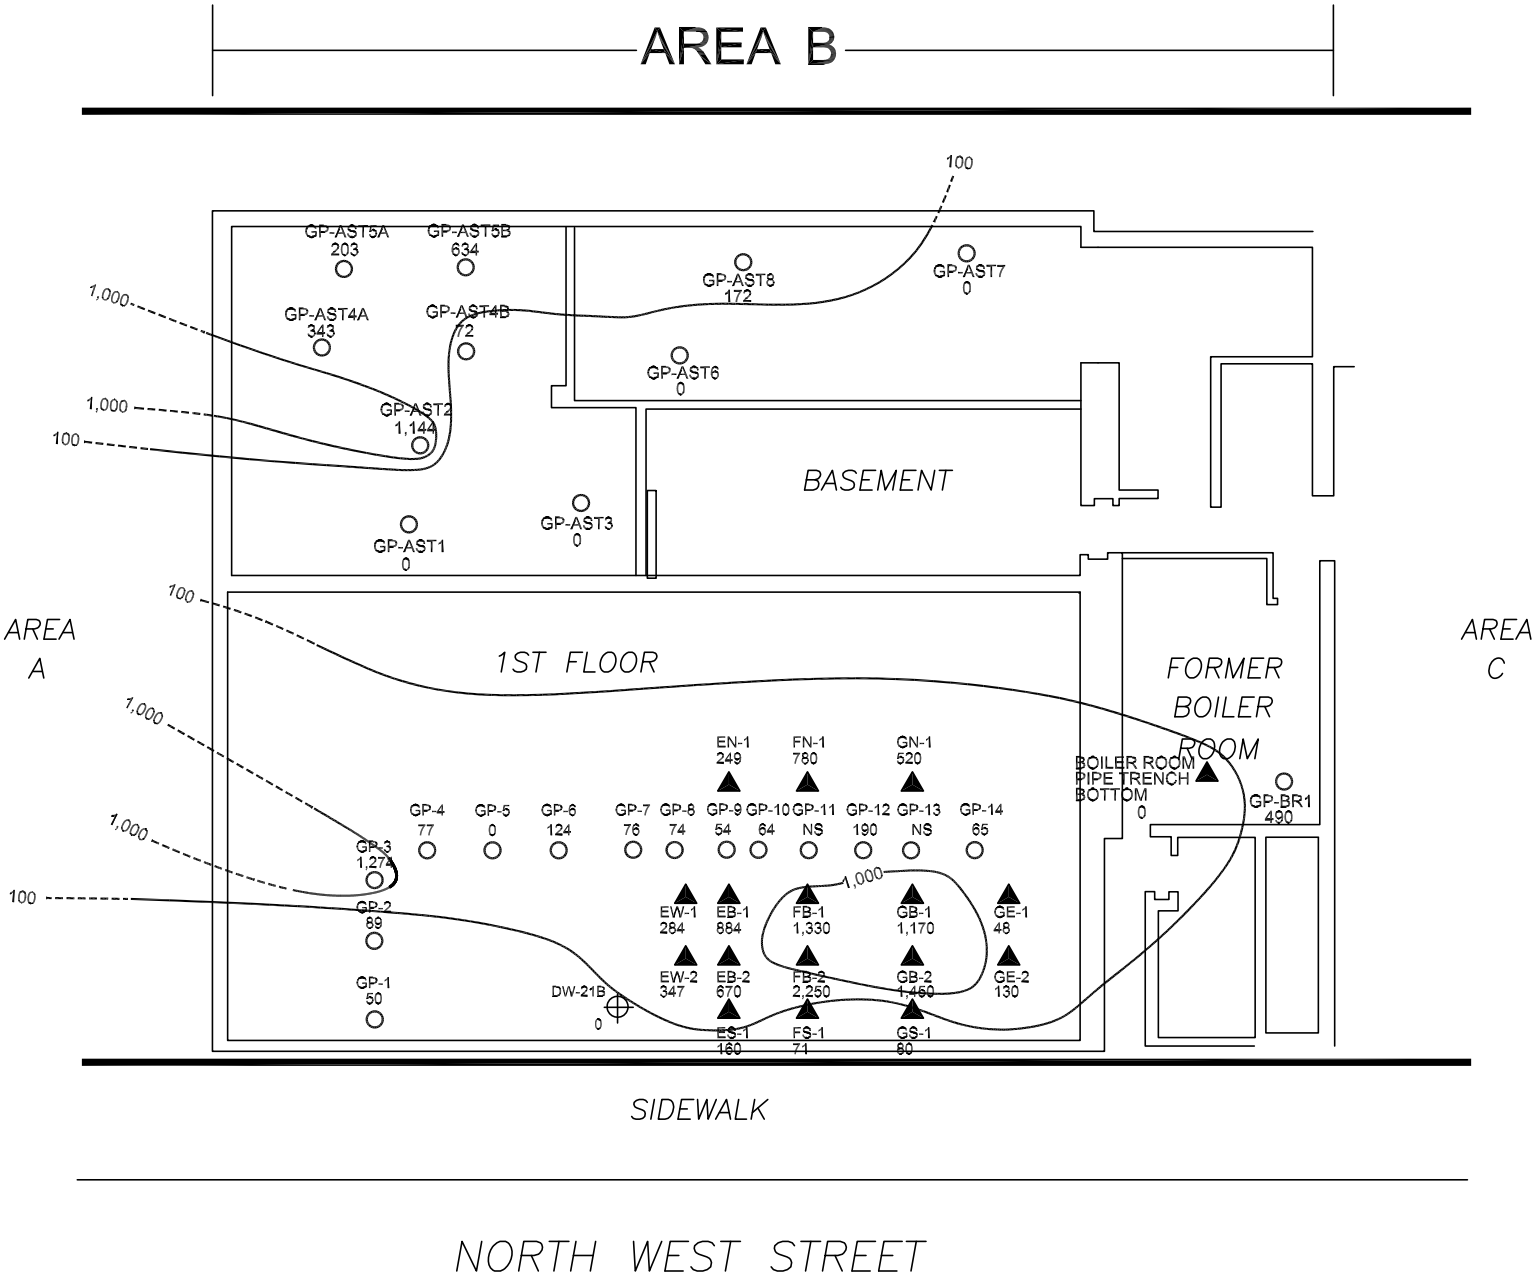 AREA B
100
GP-AST5A
203
GP-AST5B
634
GP-AST8
172
GP-AST7
0
1,000
GP-AST4A
343
GP-AST4B
72
GP-AST6
0
1,000
GP-AST2
1,144
100
BASEMENT
GP-AST3
0
GP-AST1
0
100
AREA
A
1ST FLOOR
FORMER
BOILER
ROOM
AREA
C
1,000
EN-1
249
FN-1
780
GN-1
520
BOILER ROOM
PIPE TRENCH
BOTTOM
0
GP-BR1
490
GP-4
77
GP-5
0
GP-6
124
GP-7
76
GP-8
74
GP-9
54
GP-10
64
GP-11
NS
GP-12
190
GP-13
NS
GP-14
65
1,000
GP-3
1,274
1,000
100
GP-2
89
EW-1
284
EB-1
884
FB-1
1,330
GB-1
1,170
GE-1
48
GP-1
50
DW-21B
0
EW-2
347
EB-2
670
FB-2
2,250
GB-2
1,460
GE-2
130
ES-1
160
FS-1
71
GS-1
80
SIDEWALK
NORTH WEST STREET